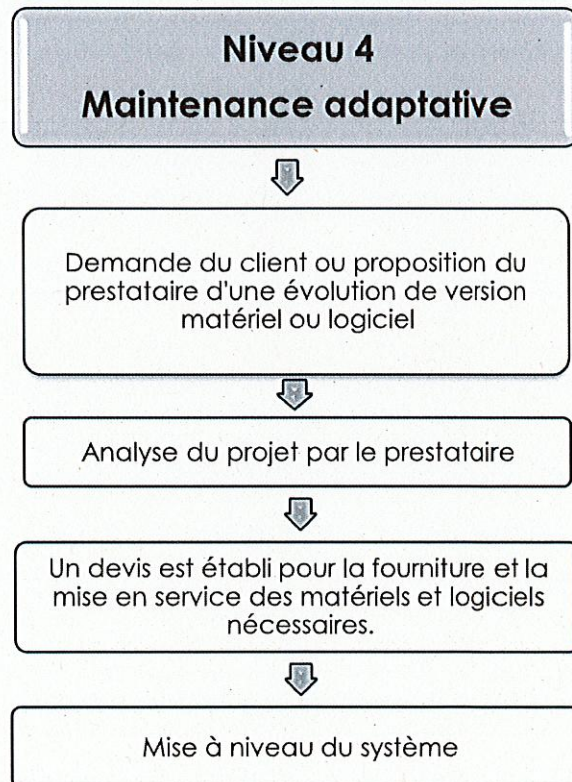 Niveau 4
Maintenance adaptative
Demande du client ou proposition du
prestataire d'une évolution de version
matériel ou logiciel
Analyse du projet par le prestataire
Un devis est établi pour la fourniture et la
mise en service des matériels et logiciels
nécessaires.
Mise à niveau du système